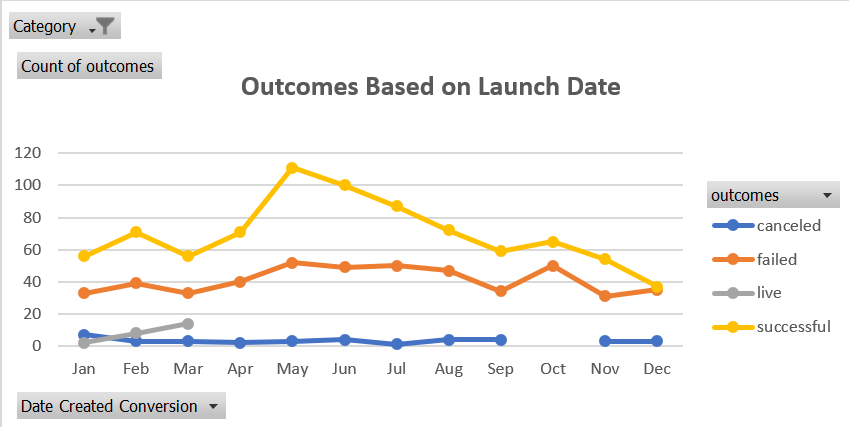 Category
Count of outcomes
Outcomes Based on Launch Date
120
100
80
60
40
20
0
Jan Feb Mar Apr May Jun Jul Aug Sep Oct Nov Dec
outcomes
canceled
failed
live
successful
Date Created Conversion